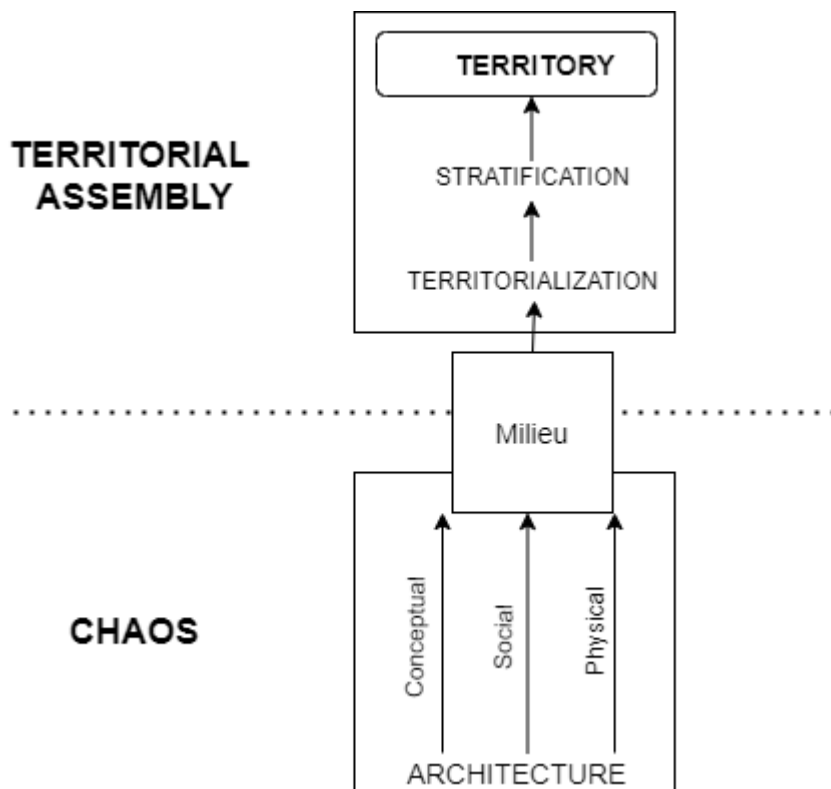 TERRITORY
TERRITORIAL
ASSEMBLY
STRATIFICATION
TERRITORIALIZATION
Milieu
CHAOS
Conceptual
Social
Physical
ARCHITECTURE